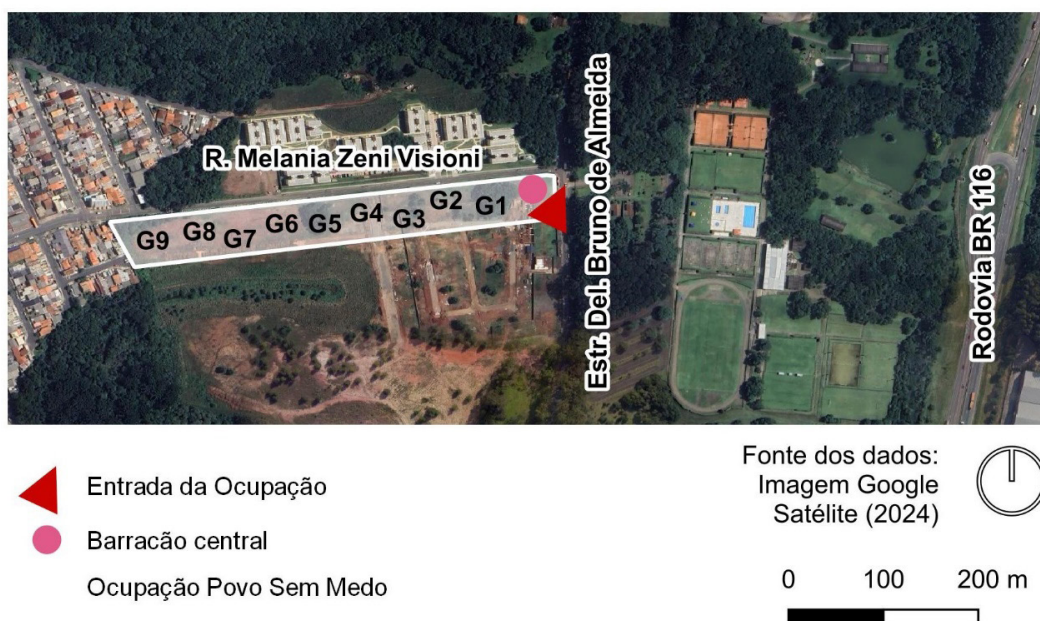 R. Melania Zeni Visioni
Estr. Del. Bruno de Almeida
Rodovia BR 116
G9
G8
G7
G6
G5
G4
G3
G2
G1
Entrada da Ocupação
Barracão central
Ocupação Povo Sem Medo
Fonte dos dados:
Imagem Google
Satélite (2024)
0 100 200 m